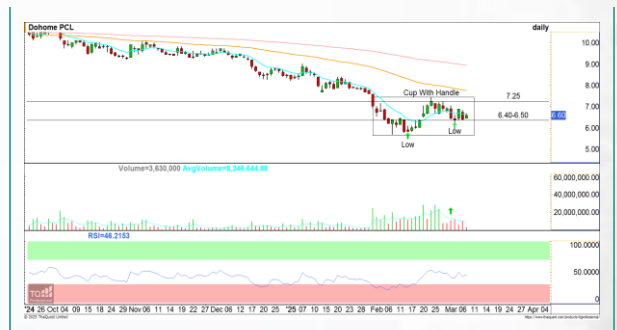 Dohome PCL
daily
10.00
9.00
8.00
7.00
6.60
6.00
5.00
Cup With Handle
7.25
6.40-6.50
Low
Low
Volume=3,630,000 AvgVolume=8,246,644.88
60,000,000.00
40,000,000.00
20,000,000.00
RSI=46.2153
100.0000
50.0000
0
'24 26 Oct 04 09 15 18 24 29 Nov 06 11 14 19 22 27 Dec 06 12 17 20 25 '25 07 10 15 20 23 28 Feb 06 11 17 20 25 Mar 06 11 14 19 24 27 Apr 04
© 2025 ThaiQuest Limited